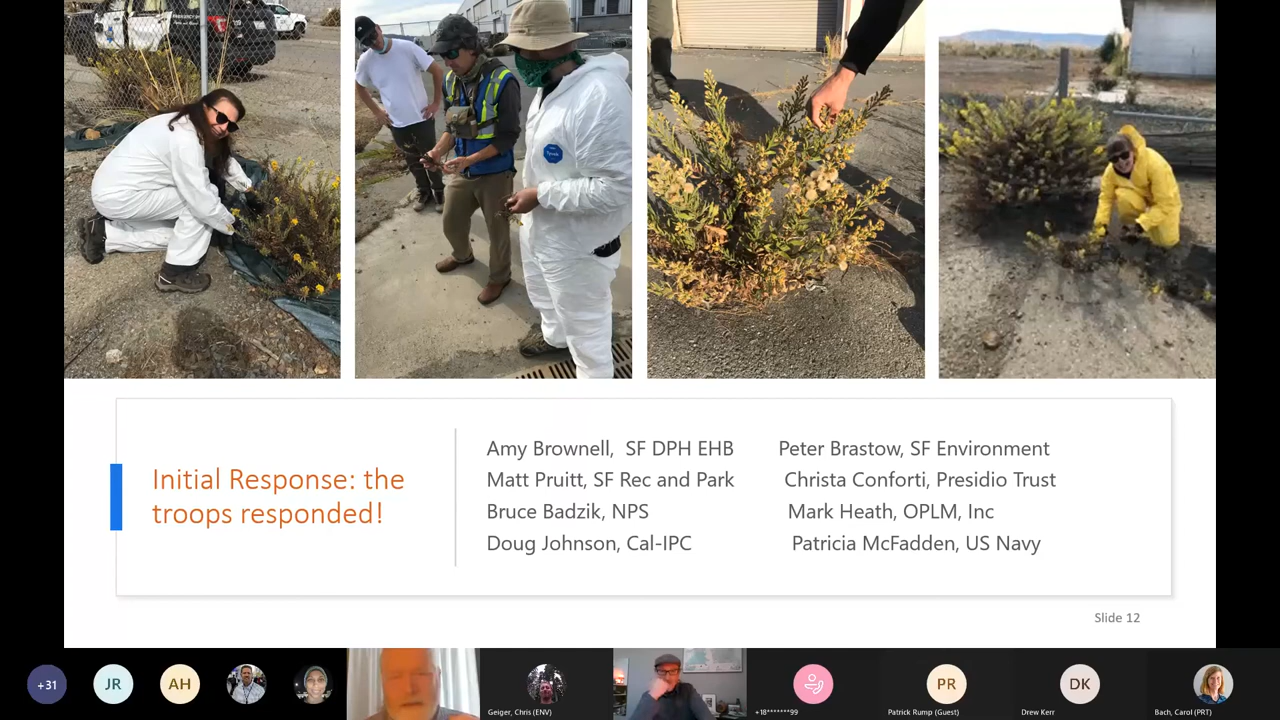 Initial Response: the
troops responded!
Amy Brownell,  SF DPH EHB
Matt Pruitt, SF Rec and Park
Bruce Badzik, NPS
Doug Johnson, Cal-IPC
Peter Brastow, SF Environment
Christa Conforti, Presidio Trust
Mark Heath, OPLM, Inc
Patricia McFadden, US Navy
Slide 12
+31
JR
AH
Geiger, Chris (ENV)
+18*******99
PR
Patrick Rump (Guest)
DK
Drew Kerr
Bach, Carol (PRT)